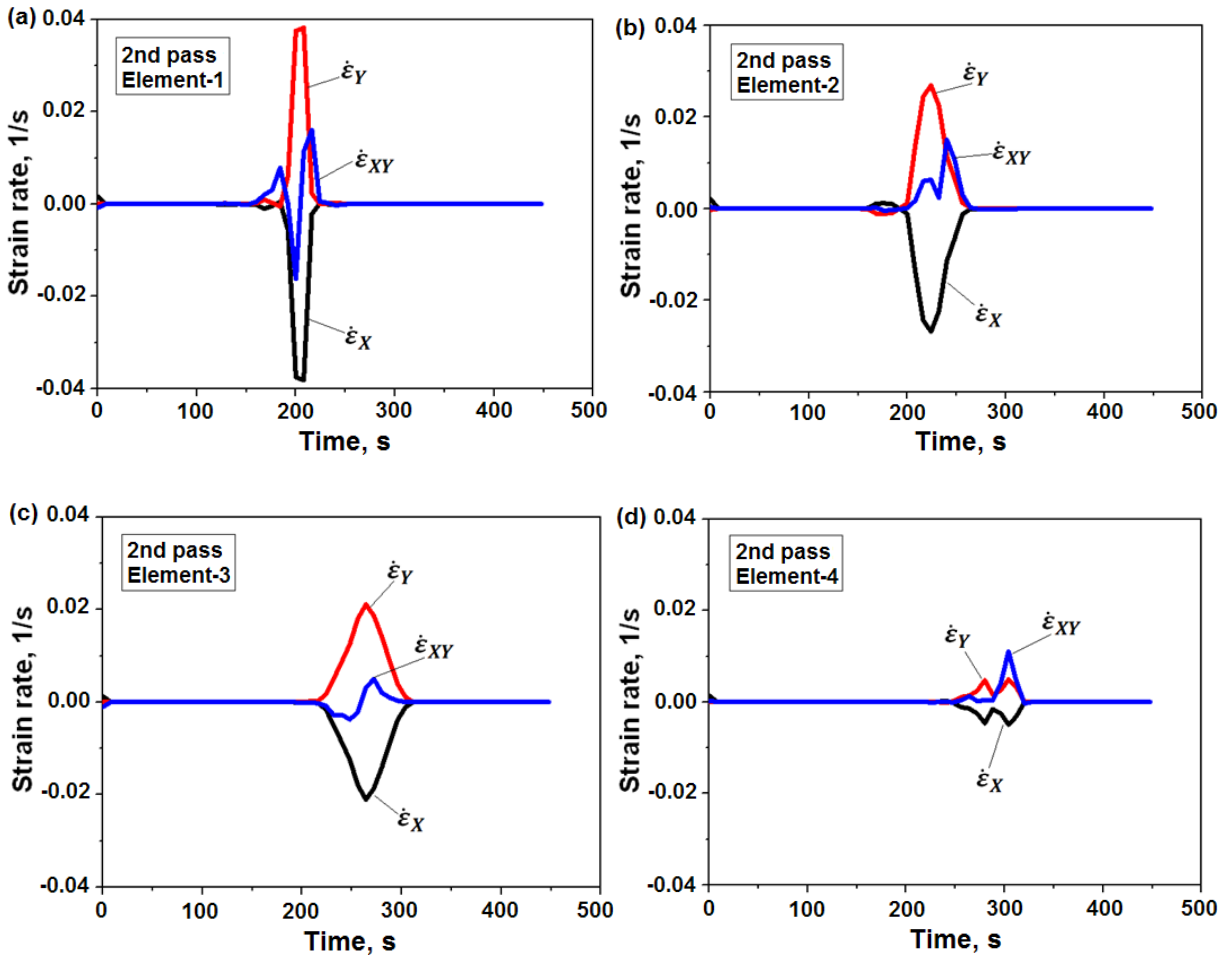 (a)
0.04
0.02
0.00
-0.02
-0.04
Strain rate, 1/s
2nd pass
Element-1
ε̇Y
ε̇XY
ε̇X
0 100 200 300 400 500
Time, s
(b)
0.04
0.02
0.00
-0.02
-0.04
Strain rate, 1/s
2nd pass
Element-2
ε̇Y
ε̇XY
ε̇X
0 100 200 300 400 500
Time, s
(c)
0.04
0.02
0.00
-0.02
-0.04
Strain rate, 1/s
2nd pass
Element-3
ε̇Y
ε̇XY
ε̇X
0 100 200 300 400 500
Time, s
(d)
0.04
0.02
0.00
-0.02
-0.04
Strain rate, 1/s
2nd pass
Element-4
ε̇Y
ε̇XY
ε̇X
0 100 200 300 400 500
Time, s